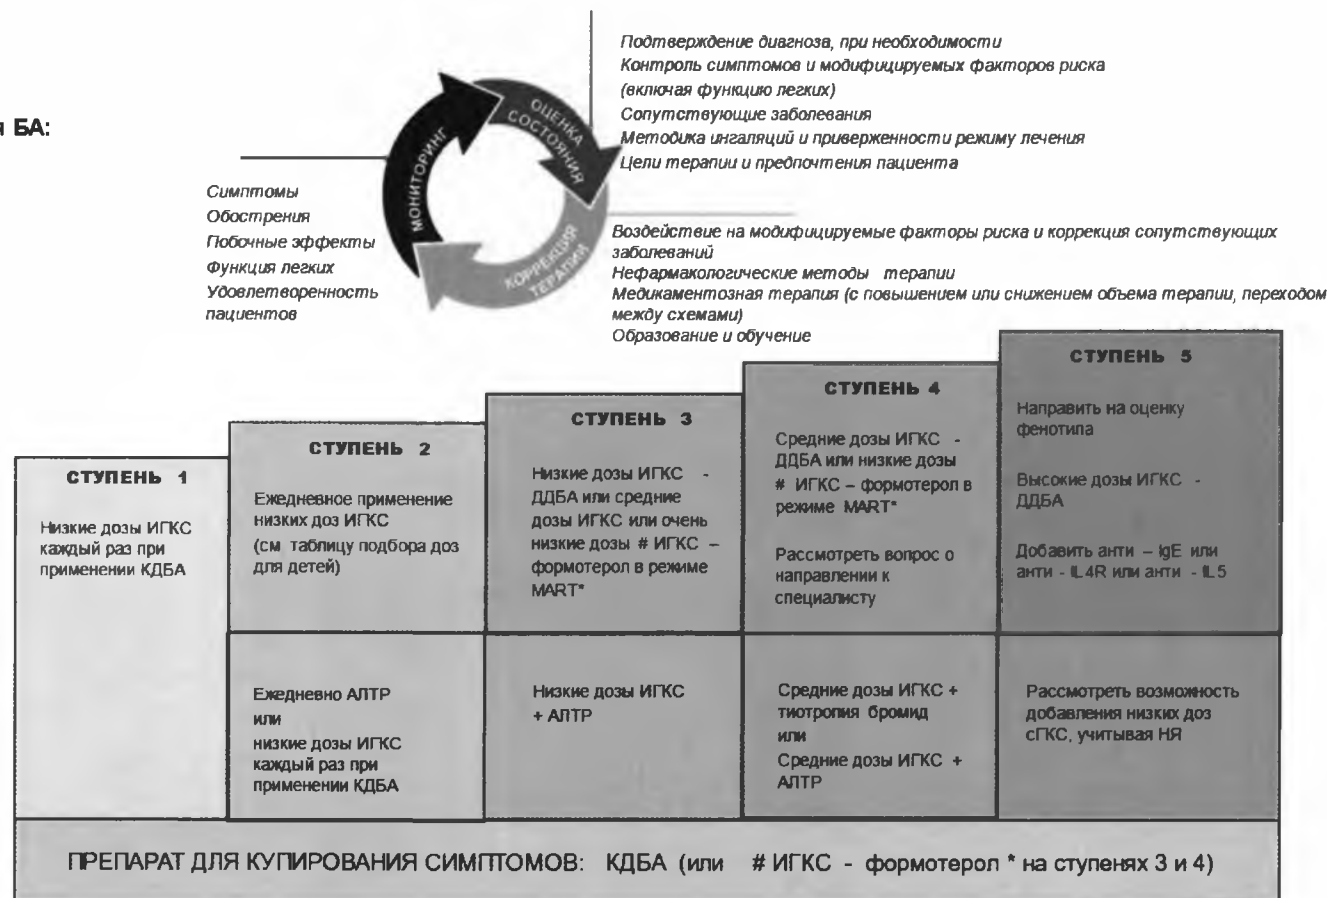 Подтверждение диагноза, при необходимости
Контроль симптомов и модифицируемых факторов риска
(включая функцию легких)
Сопутствующие заболевания
Методика ингаляций и приверженности режиму лечения
Цели терапии и предпочтения пациента
БА:
ОЦЕНКА
СОСТОЯНИЯ
МОНИТОРИНГ
КОРРЕКЦИЯ
ТЕРАПИИ
Симптомы
Обострения
Побочные эффекты
Функция легких
Удовлетворенность
пациентов
Воздействие на модифицируемые факторы риска и коррекция сопутствующих
заболеваний
Нефармакологические методы терапии
Медикаментозная терапия (с повышением или снижением объема терапии, переходом
между схемами)
Образование и обучение
СТУПЕНЬ 1
Низкие дозы ИГКС
каждый раз при
применении КДБА
СТУПЕНЬ 2
Ежедневное применение
низких доз ИГКС
(см таблицу подбора доз
для детей)
Ежедневно АЛТР
или
низкие дозы ИГКС
каждый раз при
применении КДБА
СТУПЕНЬ 3
Низкие дозы ИГКС -
ДДБА или средние
дозы ИГКС или очень
низкие дозы # ИГКС –
формотерол в режиме
MART*
Низкие дозы ИГКС
+ АЛТР
СТУПЕНЬ 4
Средние дозы ИГКС -
ДДБА или низкие дозы
# ИГКС – формотерол в
режиме MART*
Рассмотреть вопрос о
направлении к
специалисту
Средние дозы ИГКС +
тиотропия бромид
или
Средние дозы ИГКС +
АЛТР
СТУПЕНЬ 5
Направить на оценку
фенотипа
Высокие дозы ИГКС -
ДДБА
Добавить анти – IgE или
анти - IL4R или анти - IL5
Рассмотреть возможность
добавления низких доз
сГКС, учитывая НЯ
ПРЕПАРАТ ДЛЯ КУПИРОВАНИЯ СИМПТОМОВ: КДБА (или # ИГКС - формотерол * на ступенях 3 и 4)